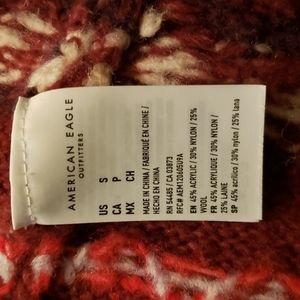 AMERICAN EAGLE
OUTFITTERS
US S
CA P
MX CH
MADE IN CHINA / FABRIQUÉ EN CHINE /
HECHO EN CHINA
RN 54485 / CA 03873
EN 45% ACRYLIC / 30% NYLON / 25%
WOOL
FR 45% ACRYLIQUE / 30% NYLON /
25% LAINE
SP 45% acrílico / 30% nylon / 25% lana